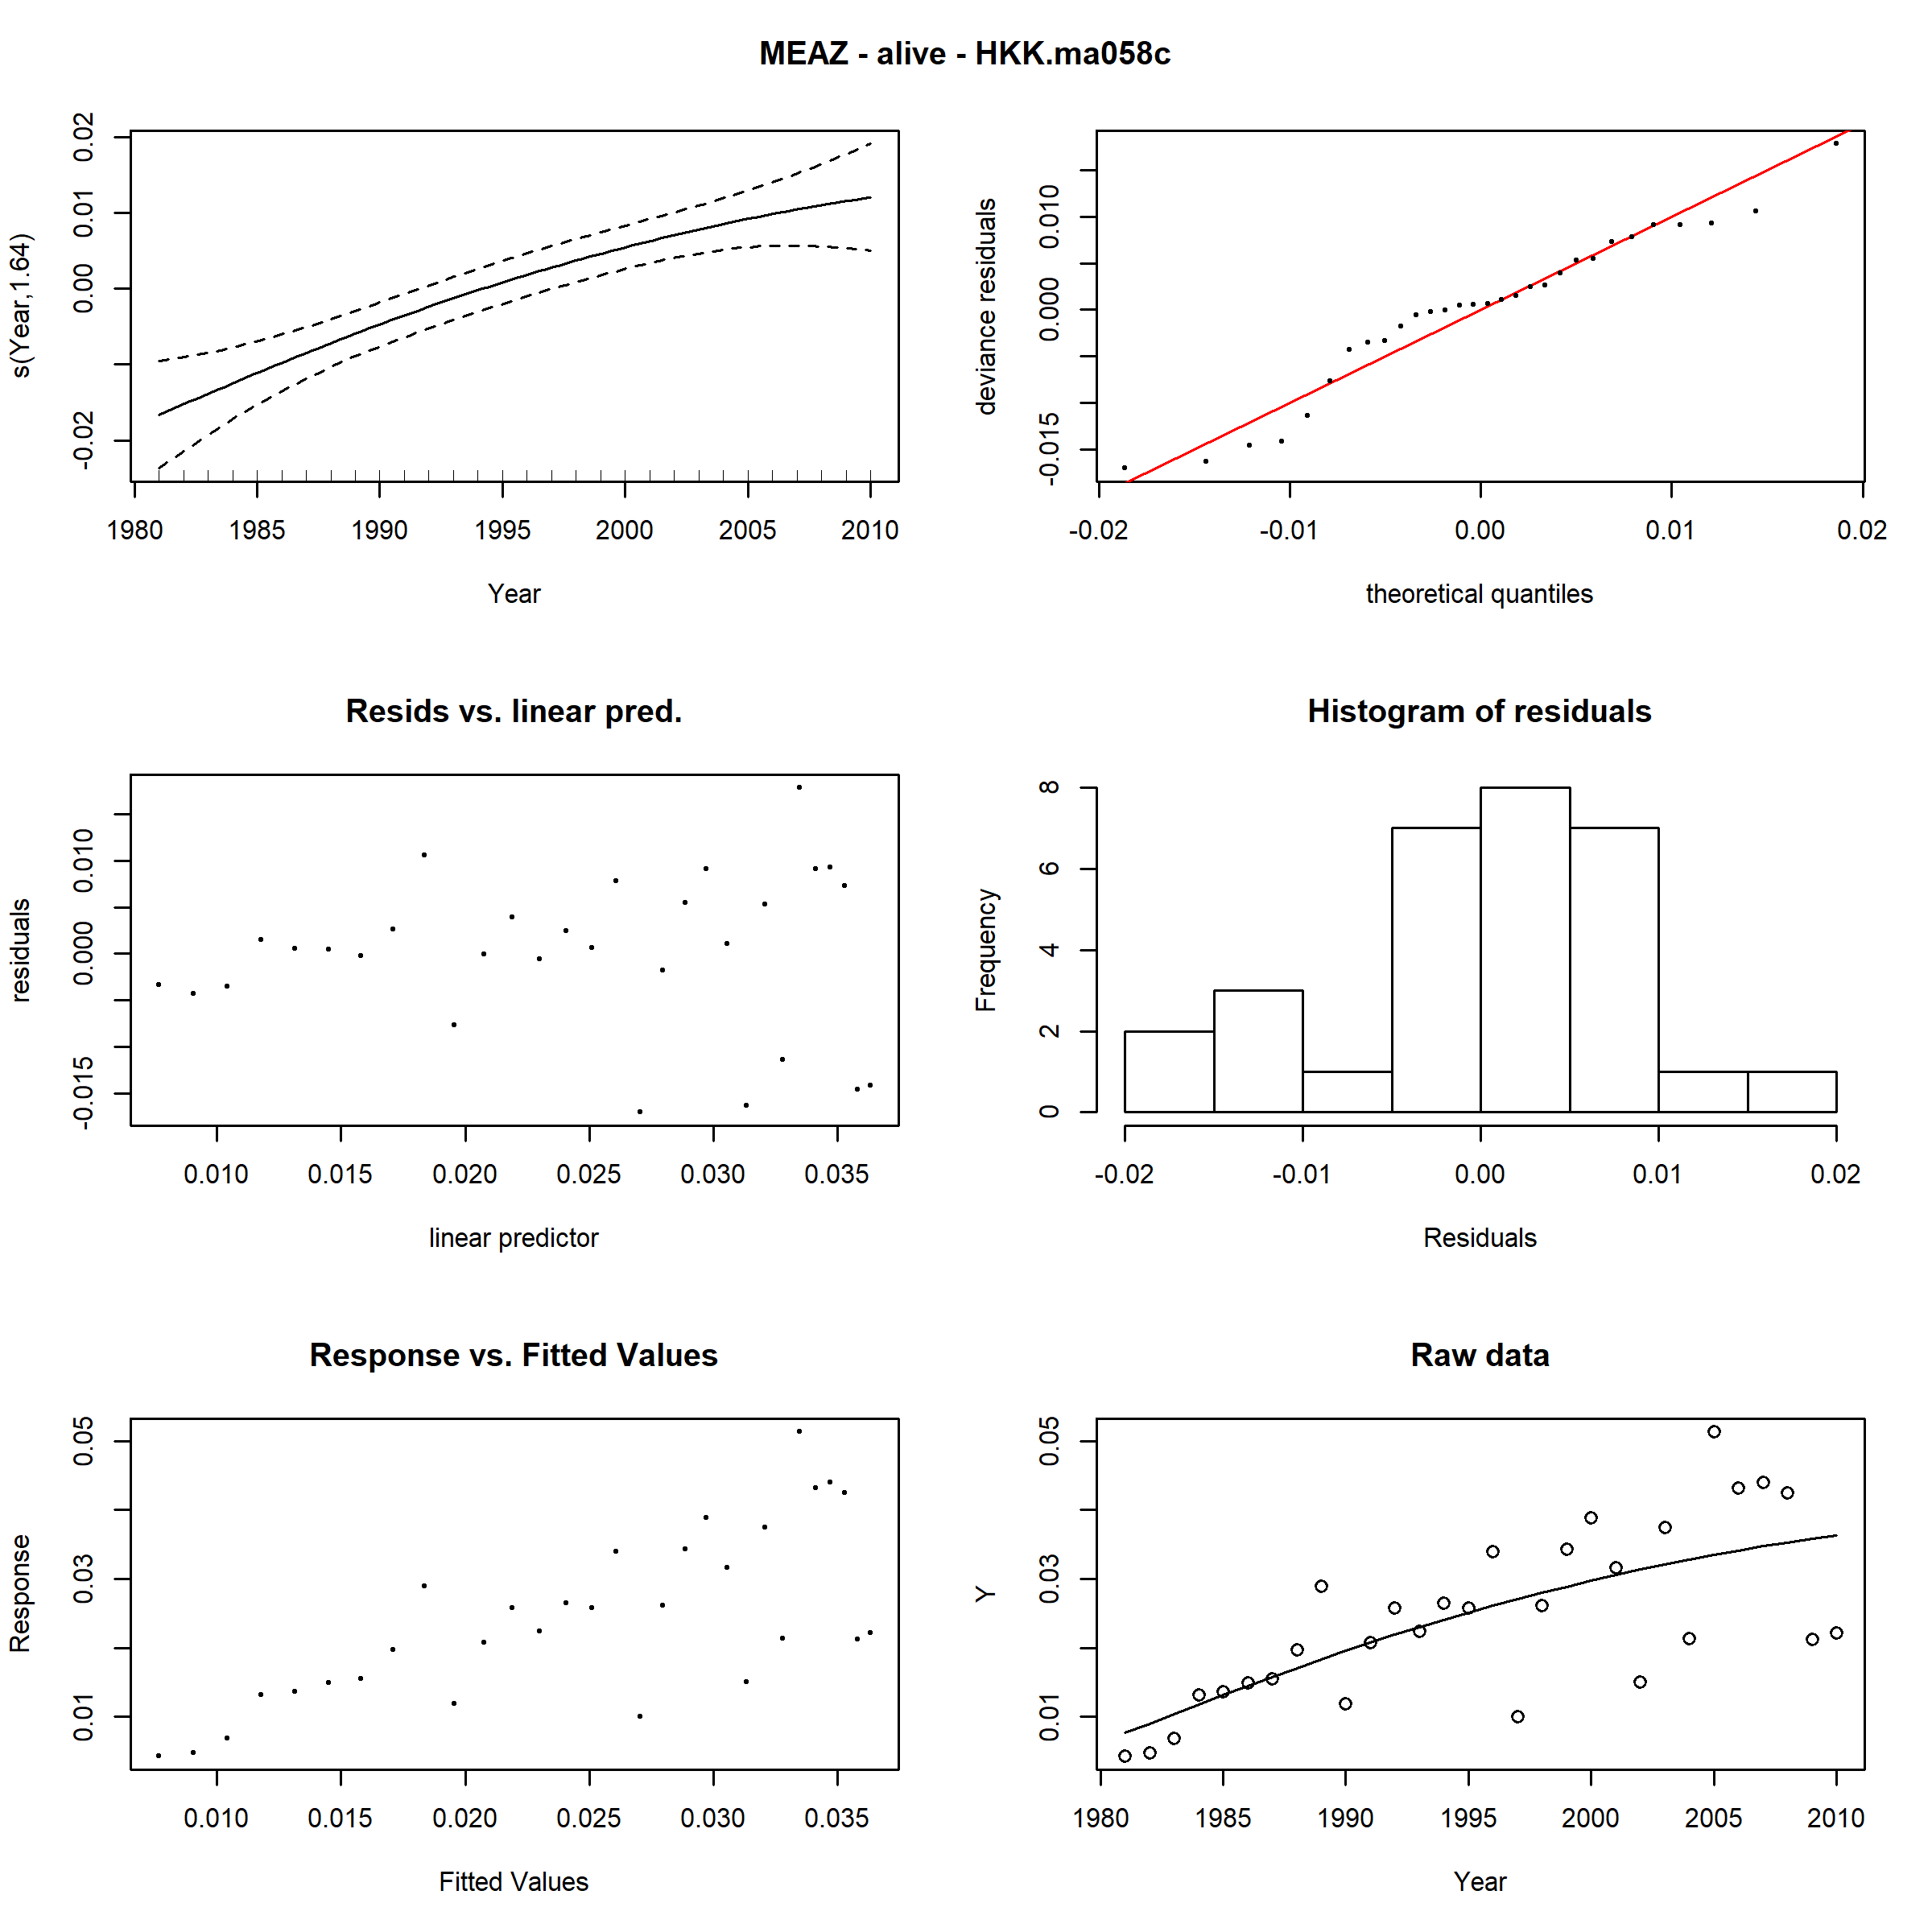 MEAZ - alive - HKK.ma058c
s(Year,1.64)
-0.02 0.00 0.01 0.02
1980 1985 1990 1995 2000 2005 2010
Year
deviance residuals
-0.015 0.000 0.010
-0.02 -0.01 0.00 0.01 0.02
theoretical quantiles
Resids vs. linear pred.
residuals
-0.015 0.000 0.010
0.010 0.015 0.020 0.025 0.030 0.035
linear predictor
Histogram of residuals
Frequency
0 2 4 6 8
-0.02 -0.01 0.00 0.01 0.02
Residuals
Response vs. Fitted Values
Response
0.01 0.03 0.05
0.010 0.015 0.020 0.025 0.030 0.035
Fitted Values
Raw data
Y
0.01 0.03 0.05
1980 1985 1990 1995 2000 2005 2010
Year